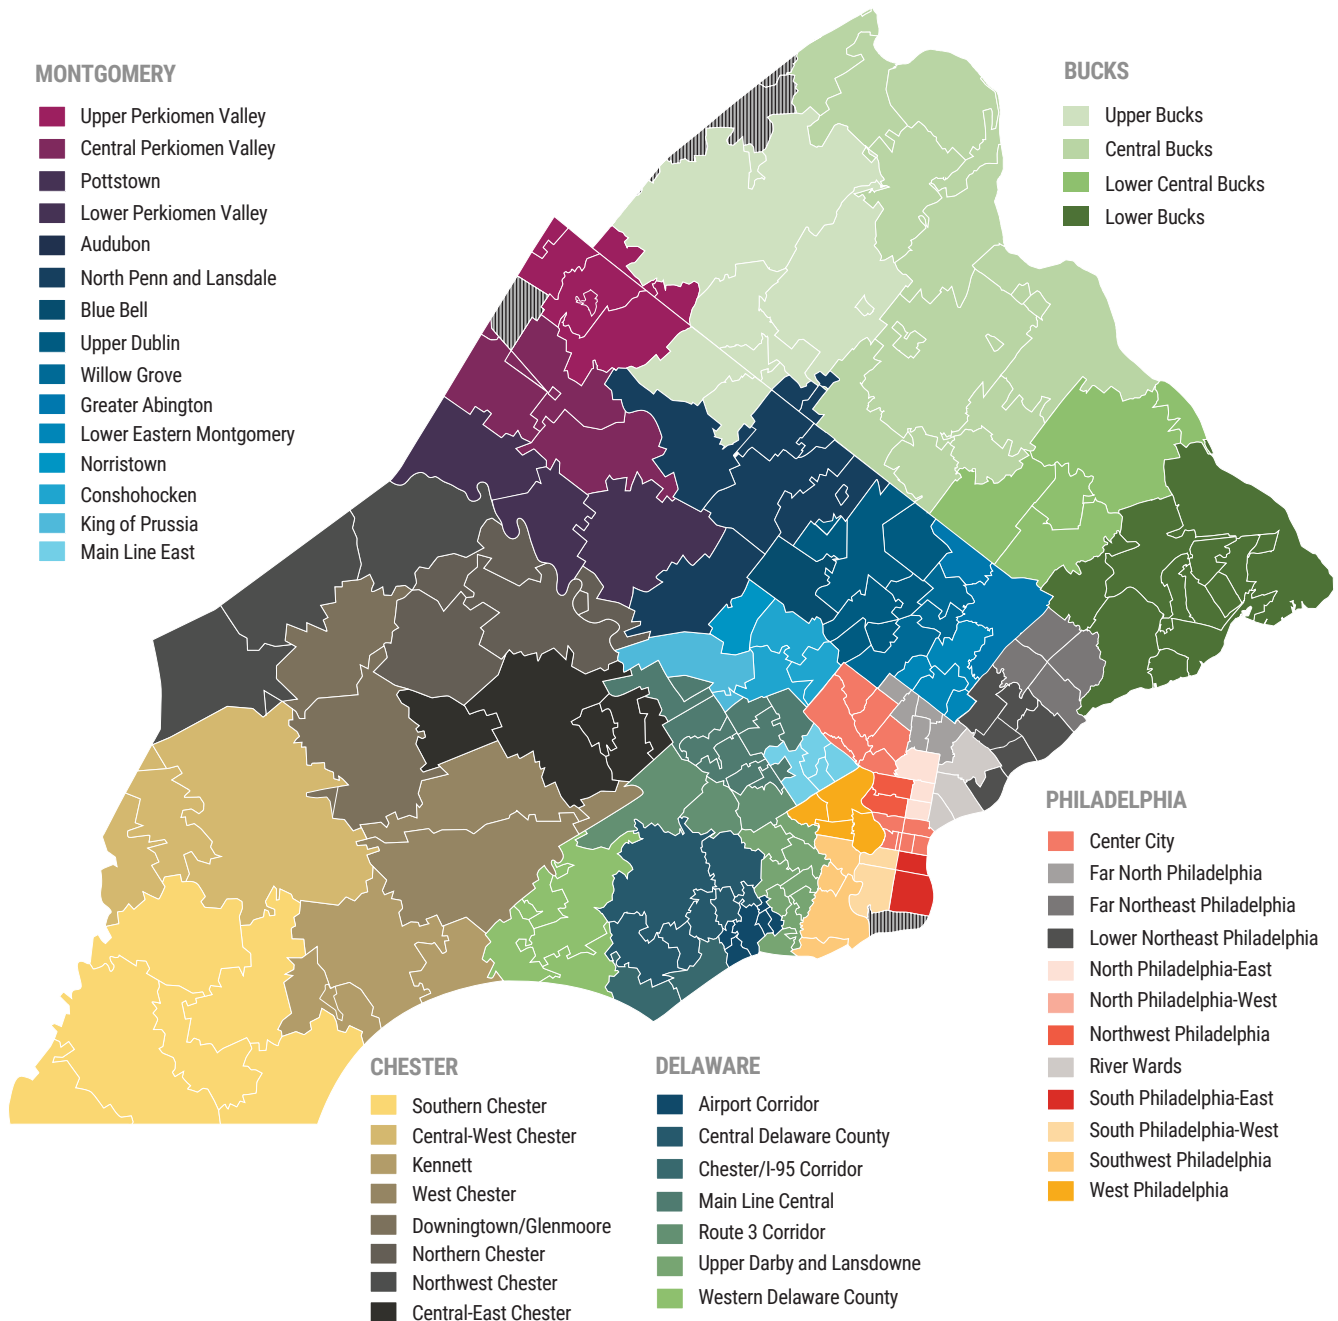 MONTGOMERY
Upper Perkiomen Valley
Central Perkiomen Valley
Pottstown
Lower Perkiomen Valley
Audubon
North Penn and Lansdale
Blue Bell
Upper Dublin
Willow Grove
Greater Abington
Lower Eastern Montgomery
Norristown
Conshohocken
King of Prussia
Main Line East
BUCKS
Upper Bucks
Central Bucks
Lower Central Bucks
Lower Bucks
PHILADELPHIA
Center City
Far North Philadelphia
Far Northeast Philadelphia
Lower Northeast Philadelphia
North Philadelphia-East
North Philadelphia-West
Northwest Philadelphia
River Wards
South Philadelphia-East
South Philadelphia-West
Southwest Philadelphia
West Philadelphia
CHESTER
Southern Chester
Central-West Chester
Kennett
West Chester
Downingtown/Glenmoore
Northern Chester
Northwest Chester
Central-East Chester
DELAWARE
Airport Corridor
Central Delaware County
Chester/I-95 Corridor
Main Line Central
Route 3 Corridor
Upper Darby and Lansdowne
Western Delaware County